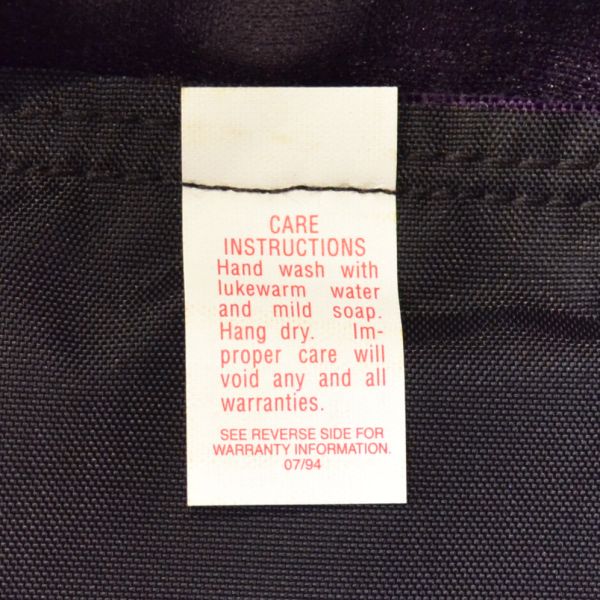 CARE
INSTRUCTIONS
Hand wash with
lukewarm water
and mild soap.
Hang dry. Im-
proper care will
void any and all
warranties.
SEE REVERSE SIDE FOR
WARRANTY INFORMATION.
07/94